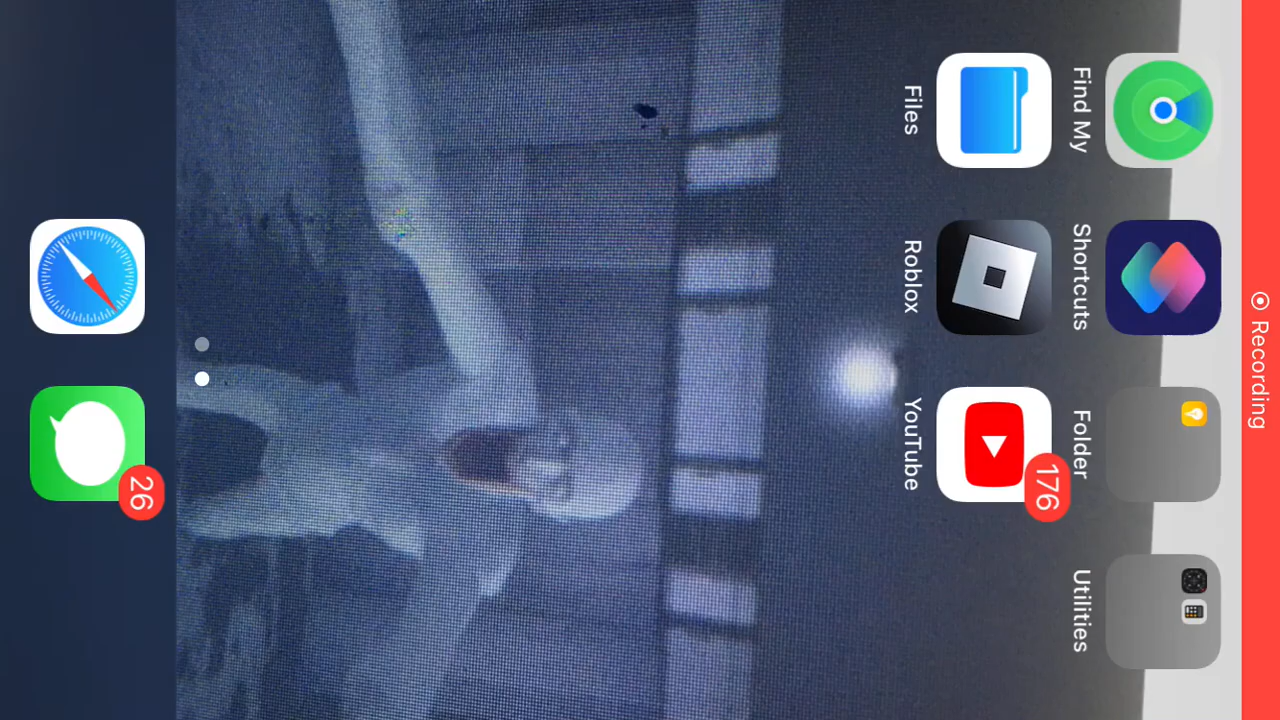 Recording
Find My
Shortcuts
Folder
Utilities
Files
Roblox
YouTube
176
26